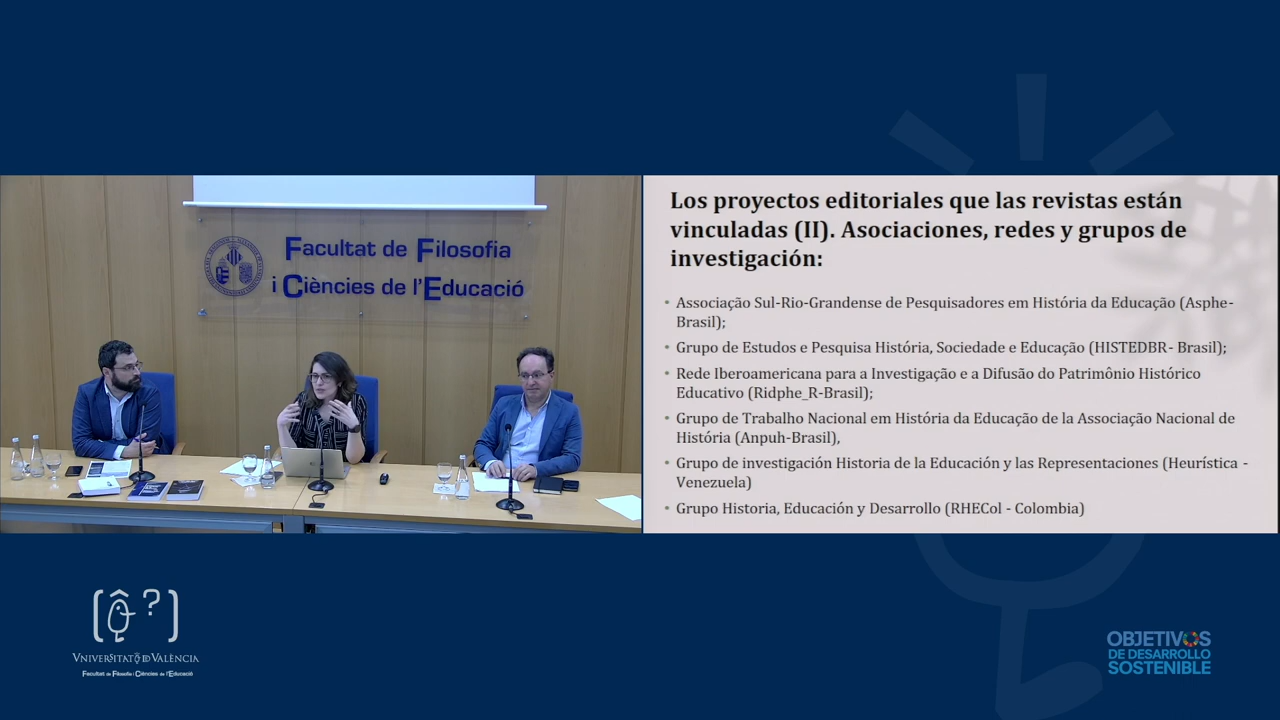 Facultat de Filosofia
i Ciències de l'Educació
Los proyectos editoriales que las revistas están
vinculadas (II). Asociaciones, redes y grupos de
investigación:
• Associação Sul-Rio-Grandense de Pesquisadores em História da Educação (Asphe-
Brasil);
• Grupo de Estudos e Pesquisa História, Sociedade e Educação (HISTEDBR- Brasil);
• Rede Iberoamericana para a Investigação e a Difusão do Patrimônio Histórico
Educativo (Ridphe_R-Brasil);
• Grupo de Trabalho Nacional em História da Educação de la Associação Nacional de
História (Anpuh-Brasil),
• Grupo de investigación Historia de la Educación y las Representaciones (Heurística -
Venezuela)
• Grupo Historia, Educación y Desarrollo (RHECol - Colombia)
[?]
VNIVERSITAT ID VALÈNCIA
Facultat de Filosofia i Ciències de l'Educació
OBJETIVOS
DE DESARROLLO
SOSTENIBLE